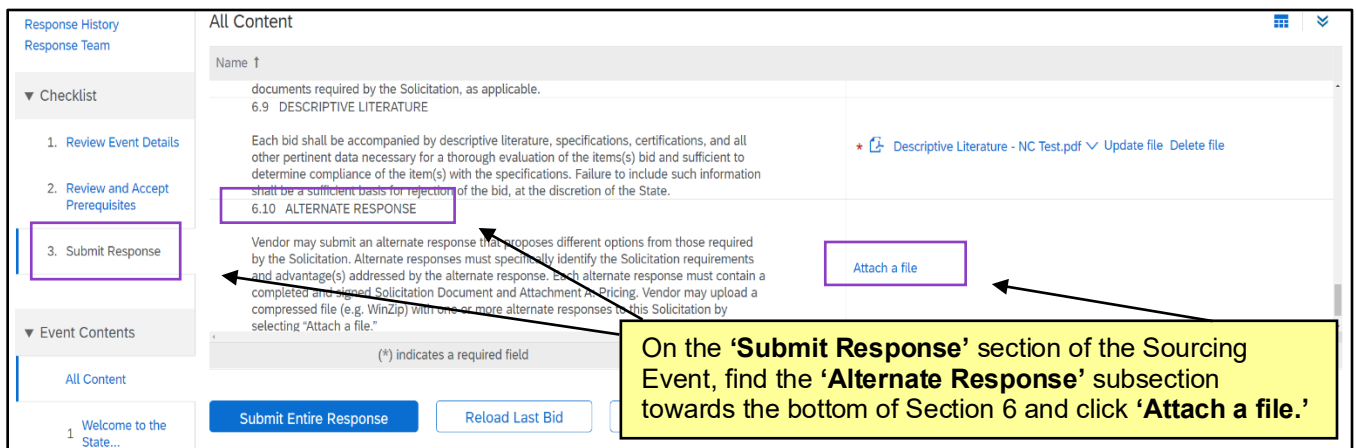 Response History
Response Team
▼ Checklist
1. Review Event Details
2. Review and Accept
Prerequisites
3. Submit Response
▼ Event Contents
All Content
1 Welcome to the
State...
All Content
Name ↑
documents required by the Solicitation, as applicable.
6.9 DESCRIPTIVE LITERATURE
Each bid shall be accompanied by descriptive literature, specifications, certifications, and all
other pertinent data necessary for a thorough evaluation of the items(s) bid and sufficient to
determine compliance of the item(s) with the specifications. Failure to include such information
shall be a sufficient basis for rejection of the bid, at the discretion of the State.
* Descriptive Literature - NC Test.pdf Update file Delete file
6.10 ALTERNATE RESPONSE
Vendor may submit an alternate response that proposes different options from those required
by the Solicitation. Alternate responses must specifically identify the Solicitation requirements
and advantage(s) addressed by the alternate response. Each alternate response must contain a
completed and signed Solicitation Document and Attachment A: Pricing. Vendor may upload a
compressed file (e.g. WinZip) with one or more alternate responses to this Solicitation by
selecting “Attach a file.”
Attach a file
(*) indicates a required field
Submit Entire Response
Reload Last Bid
On the ‘Submit Response’ section of the Sourcing
Event, find the ‘Alternate Response’ subsection
towards the bottom of Section 6 and click ‘Attach a file.’